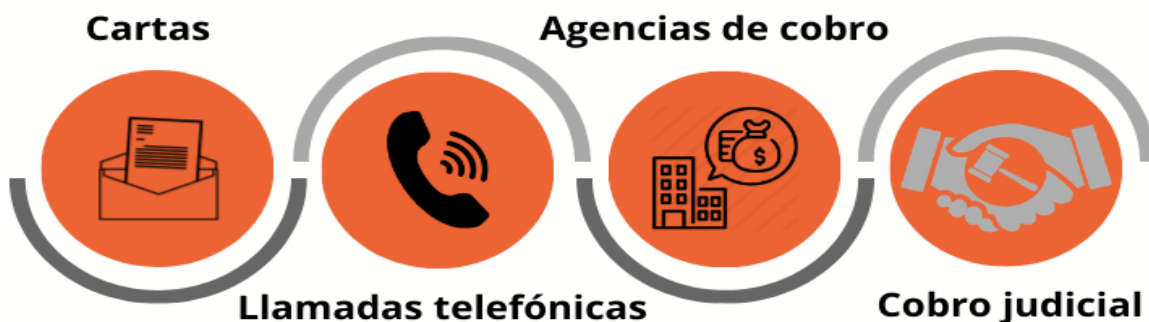 Cartas
Llamadas telefónicas
Agencias de cobro
$
Cobro judicial